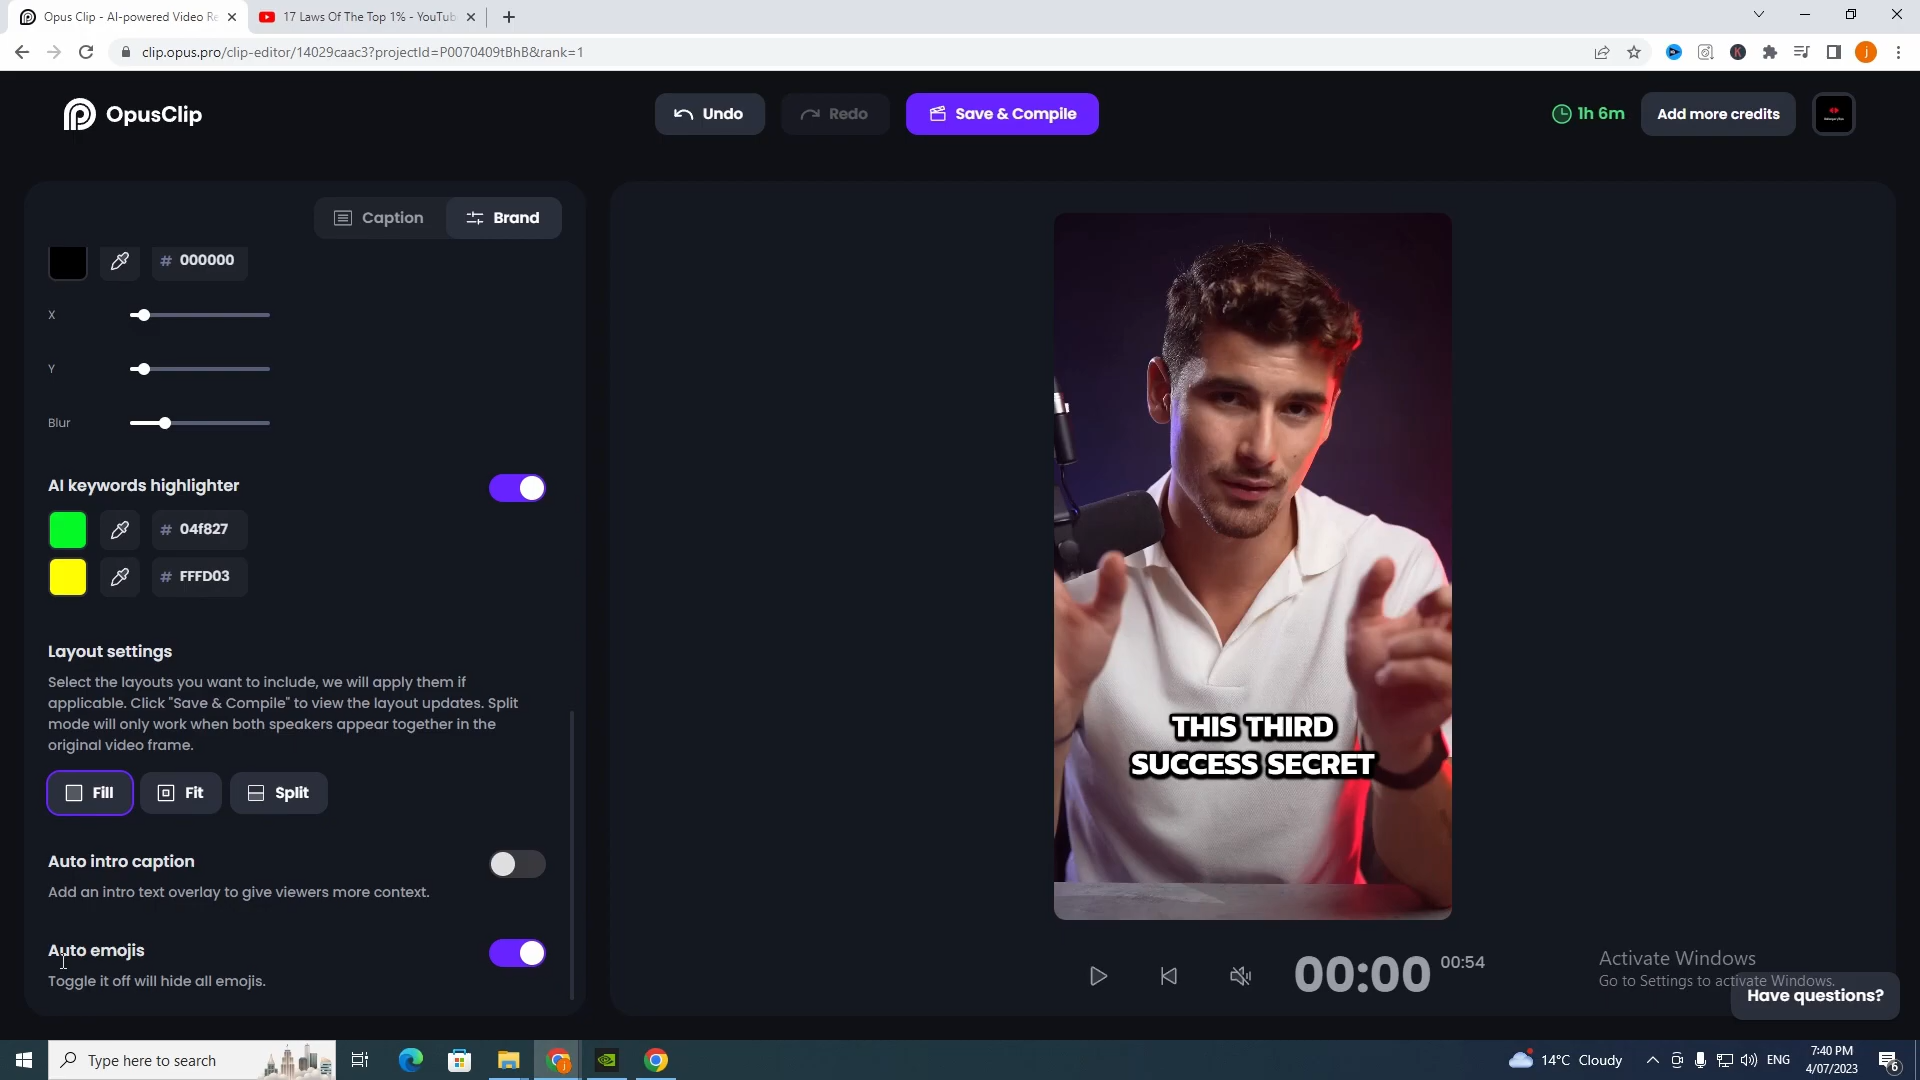 Opus Clip - AI-powered Video Re
17 Laws Of The Top 1% - YouTub
clip.opus.pro/clip-editor/14029caac3?projectId=P0070409tBhB&rank=1
K
j
OpusClip
Undo
Redo
Save & Compile
1h 6m
Add more credits
Caption
Brand
# 000000
X
Y
Blur
AI keywords highlighter
# 04f827
# FFFD03
Layout settings
Select the layouts you want to include, we will apply them if
applicable. Click "Save & Compile" to view the layout updates. Split
mode will only work when both speakers appear together in the
original video frame.
Fill
Fit
Split
Auto intro caption
Add an intro text overlay to give viewers more context.
Auto emojis
Toggle it off will hide all emojis.
THIS THIRD
SUCCESS SECRET
00:00
00:54
Activate Windows
Go to Settings to activate Windows.
Have questions?
Type here to search
j
14°C Cloudy
ENG
7:40 PM
4/07/2023
6